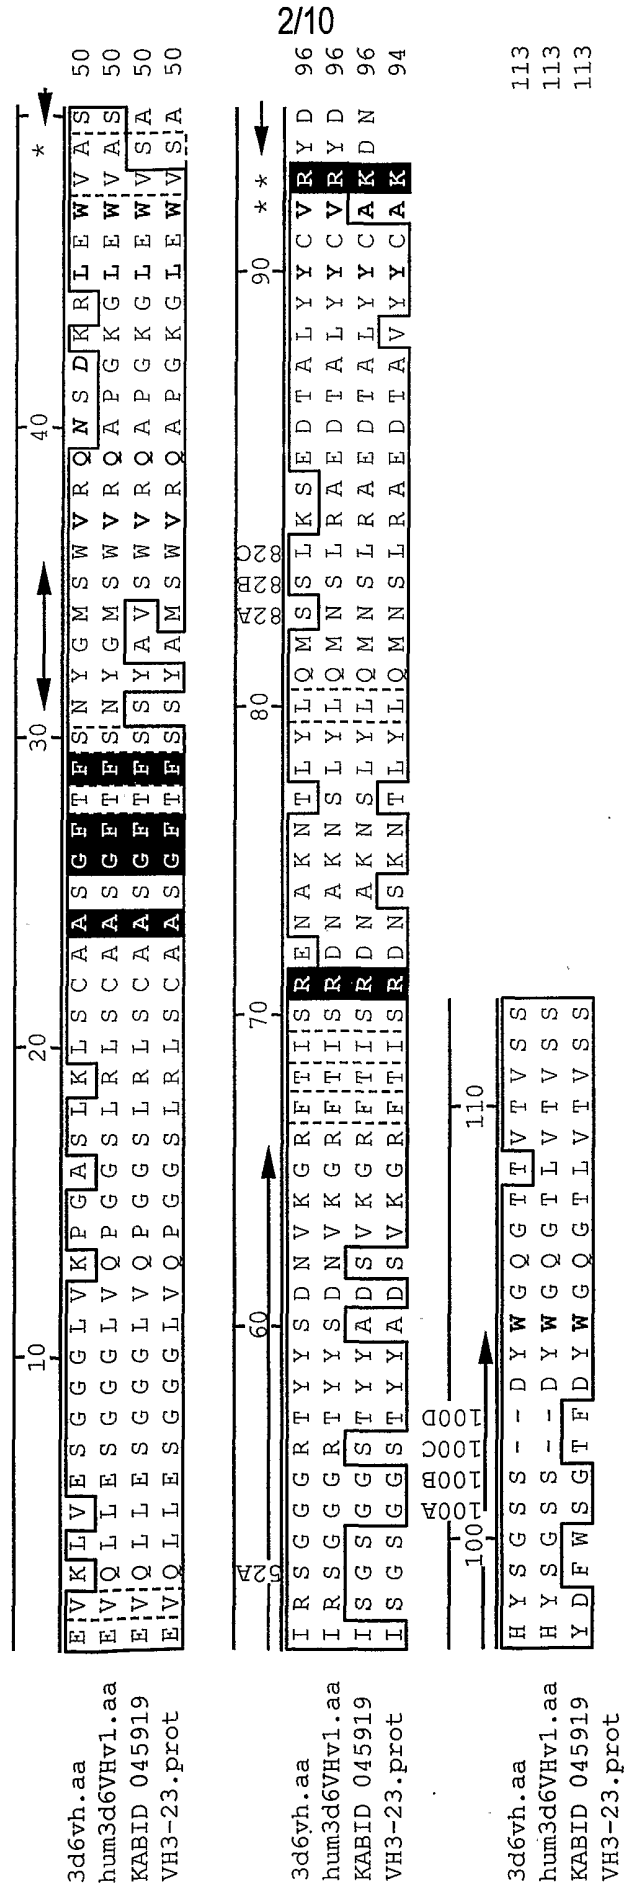 2/10
10 20 30 40 *
3d6vh.aa E V K L V E S G G G L V K P G A S L K L S C A A S G F T F S N Y G M S W V R Q N S D K R L E W V A S 50
hum3d6VHv1.aa E V Q L L E S G G G L V Q P G G S L R L S C A A S G F T F S N Y G M S W V R Q A P G K G L E W V A S 50
KABID 045919 E V Q L L E S G G G L V Q P G G S L R L S C A A S G F T F S S Y A V S W V R Q A P G K G L E W V S A 50
VH3-23.prot E V Q L L E S G G G L V Q P G G S L R L S C A A S G F T F S S Y A M S W V R Q A P G K G L E W V S A 50
52A 60 70 80 82A 82B 82C 90 * *
3d6vh.aa I R S G G G R T Y Y S D N V K G R F T I S R E N A K N T L Y L Q M S S L K S E D T A L Y Y C V R Y D 96
hum3d6VHv1.aa I R S G G G R T Y Y S D N V K G R F T I S R D N A K N S L Y L Q M N S L R A E D T A L Y Y C V R Y D 96
KABID 045919 I S G S G G S T Y Y A D S V K G R F T I S R D N A K N S L Y L Q M N S L R A E D T A L Y Y C A K D N 96
VH3-23.prot I S G S G G S T Y Y A D S V K G R F T I S R D N S K N T L Y L Q M N S L R A E D T A V Y Y C A K 94
100 100A 100B 100C 100D 110
3d6vh.aa H Y S G S S - - D Y W G Q G T T V T V S S 113
hum3d6VHv1.aa H Y S G S S - - D Y W G Q G T L V T V S S 113
KABID 045919 Y D F W S G T F D Y W G Q G T L V T V S S 113
VH3-23.prot